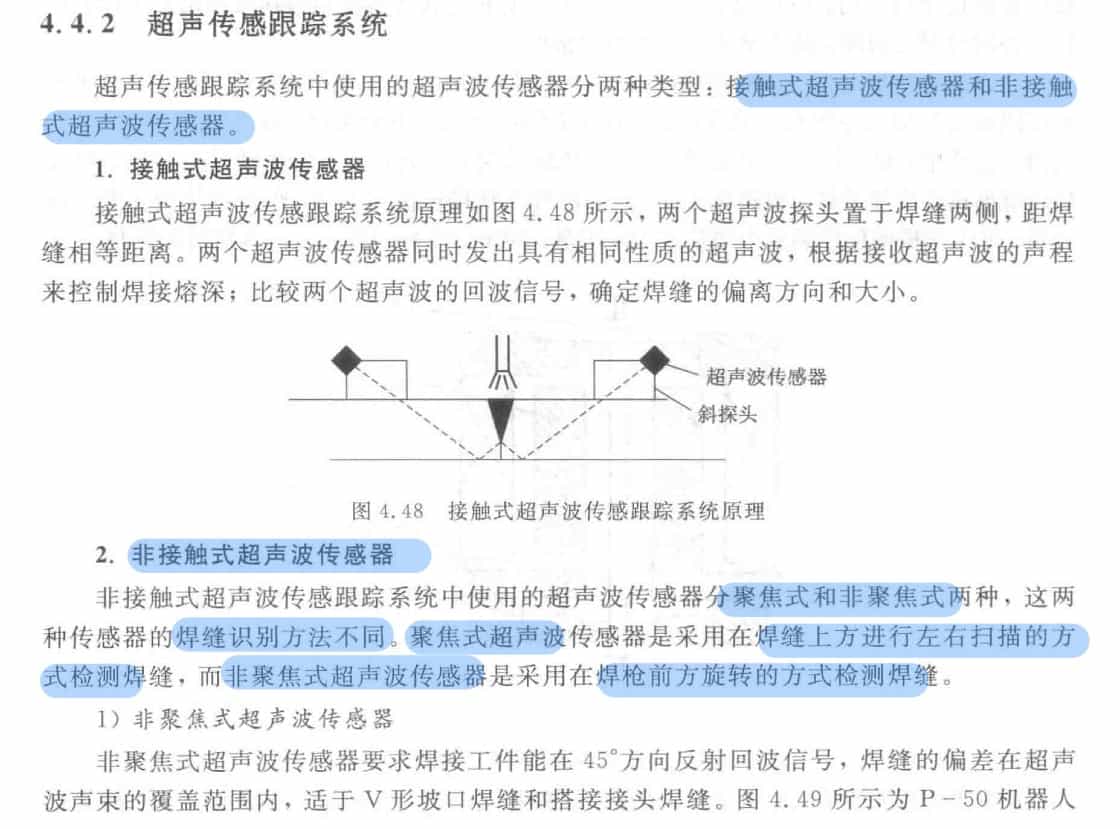 4.4.2 超声传感跟踪系统
超声传感跟踪系统中使用的超声波传感器分两种类型：接触式超声波传感器和非接触
式超声波传感器。
1. 接触式超声波传感器
接触式超声波传感跟踪系统原理如图 4.48 所示，两个超声波探头置于焊缝两侧，距焊
缝相等距离。两个超声波传感器同时发出具有相同性质的超声波，根据接收超声波的声程
来控制焊接熔深；比较两个超声波的回波信号，确定焊缝的偏离方向和大小。
超声波传感器
斜探头
图 4.48 接触式超声波传感跟踪系统原理
2. 非接触式超声波传感器
非接触式超声波传感跟踪系统中使用的超声波传感器分聚焦式和非聚焦式两种，这两
种传感器的焊缝识别方法不同。聚焦式超声波传感器是采用在焊缝上方进行左右扫描的方
式检测焊缝，而非聚焦式超声波传感器是采用在焊枪前方旋转的方式检测焊缝。
1）非聚焦式超声波传感器
非聚焦式超声波传感器要求焊接工件能在 45°方向反射回波信号，焊缝的偏差在超声
波声束的覆盖范围内，适于 V 形坡口焊缝和搭接接头焊缝。图 4.49 所示为 P－50 机器人